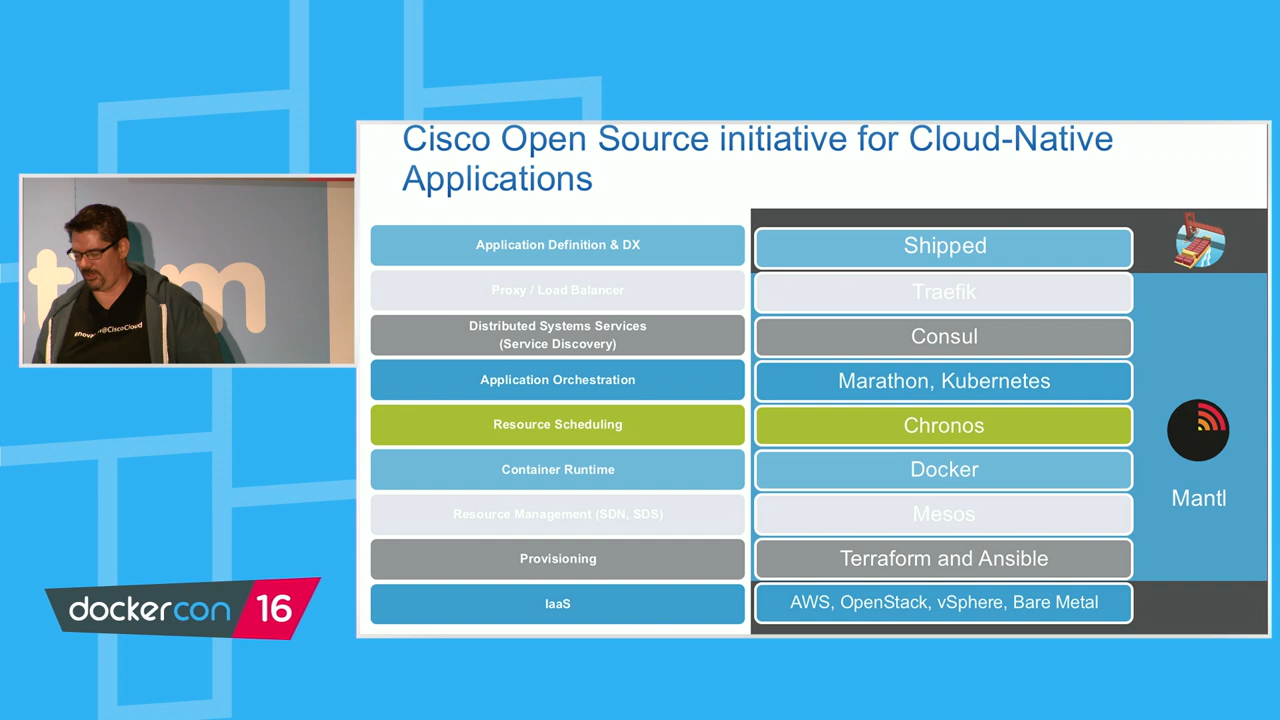 Cisco Open Source initiative for Cloud-Native
Applications
Application Definition & DX
Shipped
Proxy / Load Balancer
Traefik
Distributed Systems Services
(Service Discovery)
Consul
Application Orchestration
Marathon, Kubernetes
Resource Scheduling
Chronos
Container Runtime
Docker
Resource Management (SDN, SDS)
Mesos
Provisioning
Terraform and Ansible
IaaS
AWS, OpenStack, vSphere, Bare Metal
Mantl
dockercon 16